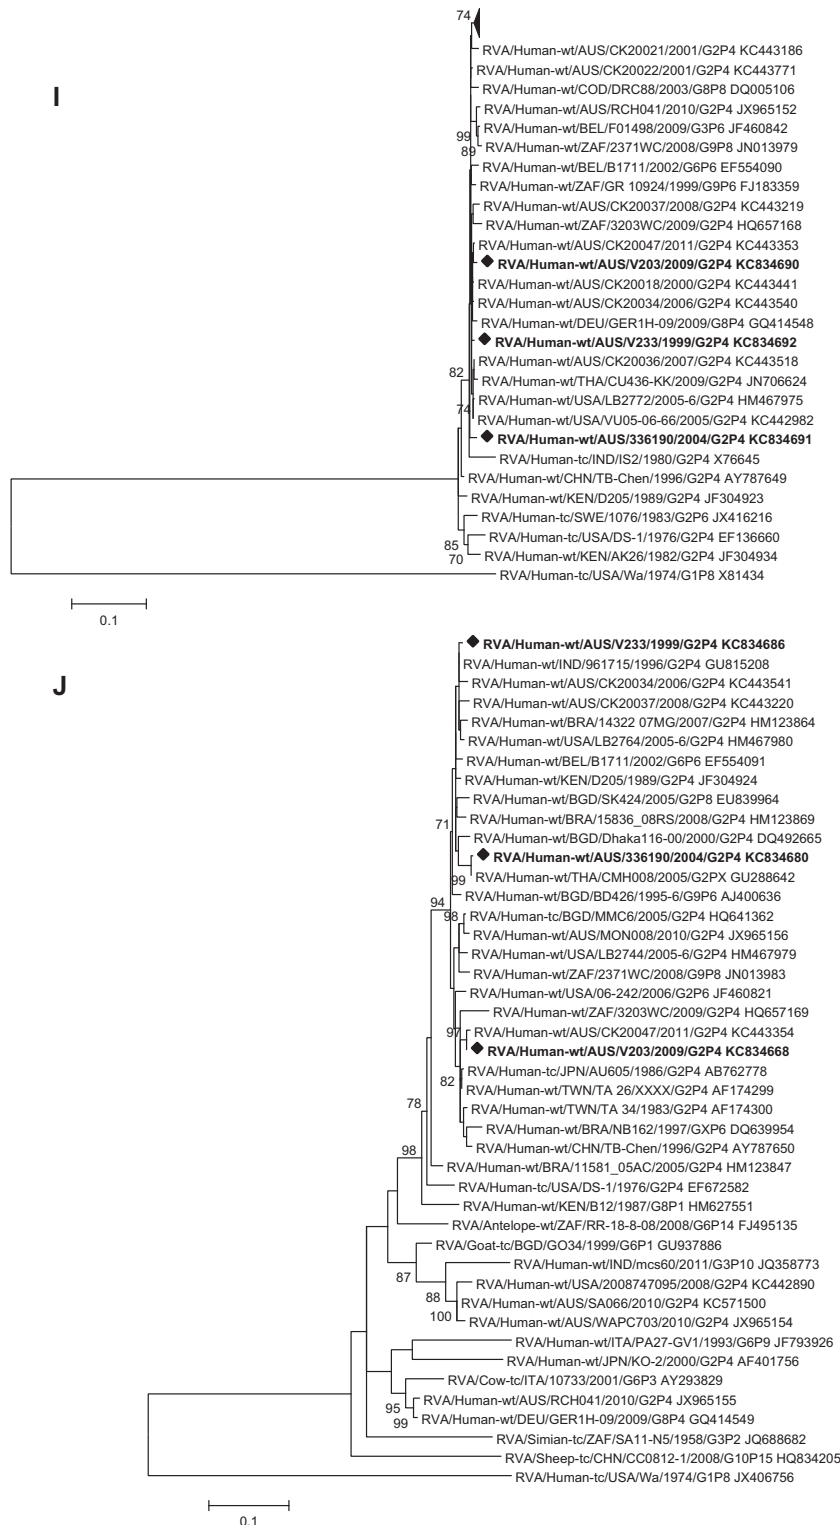 74
RVA/Human-wt/AUS/CK20021/2001/G2P4 KC443186
RVA/Human-wt/AUS/CK20022/2001/G2P4 KC443771
I
RVA/Human-wt/COD/DRC88/2003/G8P8 DQ005106
RVA/Human-wt/AUS/RCH041/2010/G2P4 JX965152
RVA/Human-wt/BEL/F01498/2009/G3P6 JF460842
99
RVA/Human-wt/ZAF/2371WC/2008/G9P8 JN013979
89
RVA/Human-wt/BEL/B1711/2002/G6P6 EF554090
RVA/Human-wt/ZAF/GR 10924/1999/G9P6 FJ183359
RVA/Human-wt/AUS/CK20037/2008/G2P4 KC443219
RVA/Human-wt/ZAF/3203WC/2009/G2P4 HQ657168
RVA/Human-wt/AUS/CK20047/2011/G2P4 KC443353
RVA/Human-wt/AUS/V203/2009/G2P4 KC834690
RVA/Human-wt/AUS/CK20018/2000/G2P4 KC443441
RVA/Human-wt/AUS/CK20034/2006/G2P4 KC443540
RVA/Human-wt/DEU/GER1H-09/2009/G8P4 GQ414548
RVA/Human-wt/AUS/V233/1999/G2P4 KC834692
RVA/Human-wt/AUS/CK20036/2007/G2P4 KC443518
82
RVA/Human-wt/THA/CU436-KK/2009/G2P4 JN706624
RVA/Human-wt/USA/LB2772/2005-6/G2P4 HM467975
74
RVA/Human-wt/USA/VU05-06-66/2005/G2P4 KC442982
RVA/Human-wt/AUS/336190/2004/G2P4 KC834691
RVA/Human-tc/IND/IS2/1980/G2P4 X76645
RVA/Human-wt/CHN/TB-Chen/1996/G2P4 AY787649
RVA/Human-wt/KEN/D205/1989/G2P4 JF304923
RVA/Human-tc/SWE/1076/1983/G2P6 JX416216
RVA/Human-tc/USA/DS-1/1976/G2P4 EF136660
85
RVA/Human-wt/KEN/AK26/1982/G2P4 JF304934
70
RVA/Human-tc/USA/Wa/1974/G1P8 X81434
0.1
RVA/Human-wt/AUS/V233/1999/G2P4 KC834686
RVA/Human-wt/IND/961715/1996/G2P4 GU815208
J
RVA/Human-wt/AUS/CK20034/2006/G2P4 KC443541
RVA/Human-wt/AUS/CK20037/2008/G2P4 KC443220
RVA/Human-wt/BRA/14322 07MG/2007/G2P4 HM123864
RVA/Human-wt/USA/LB2764/2005-6/G2P4 HM467980
RVA/Human-wt/BEL/B1711/2002/G6P6 EF554091
RVA/Human-wt/KEN/D205/1989/G2P4 JF304924
RVA/Human-wt/BGD/SK424/2005/G2P8 EU839964
RVA/Human-wt/BRA/15836_08RS/2008/G2P4 HM123869
71
RVA/Human-wt/BGD/Dhaka116-00/2000/G2P4 DQ492665
RVA/Human-wt/AUS/336190/2004/G2P4 KC834680
RVA/Human-wt/THA/CMH008/2005/G2PX GU288642
99
RVA/Human-wt/BGD/BD426/1995-6/G9P6 AJ400636
94
RVA/Human-tc/BGD/MMC6/2005/G2P4 HQ641362
98
RVA/Human-wt/AUS/MON008/2010/G2P4 JX965156
RVA/Human-wt/USA/LB2744/2005-6/G2P4 HM467979
RVA/Human-wt/ZAF/2371WC/2008/G9P8 JN013983
RVA/Human-wt/USA/06-242/2006/G2P6 JF460821
RVA/Human-wt/ZAF/3203WC/2009/G2P4 HQ657169
97
RVA/Human-wt/AUS/CK20047/2011/G2P4 KC443354
RVA/Human-wt/AUS/V203/2009/G2P4 KC834668
RVA/Human-tc/JPN/AU605/1986/G2P4 AB762778
82
RVA/Human-wt/TWN/TA 26/XXXX/G2P4 AF174299
78
RVA/Human-wt/TWN/TA 34/1983/G2P4 AF174300
RVA/Human-wt/BRA/NB162/1997/GXP6 DQ639954
98
RVA/Human-wt/CHN/TB-Chen/1996/G2P4 AY787650
RVA/Human-wt/BRA/11581_05AC/2005/G2P4 HM123847
RVA/Human-tc/USA/DS-1/1976/G2P4 EF672582
RVA/Human-wt/KEN/B12/1987/G8P1 HM627551
RVA/Antelope-wt/ZAF/RR-18-8-08/2008/G6P14 FJ495135
RVA/Goat-tc/BGD/GO34/1999/G6P1 GU937886
RVA/Human-wt/IND/mcs60/2011/G3P10 JQ358773
87
RVA/Human-wt/USA/2008747095/2008/G2P4 KC442890
88
RVA/Human-wt/AUS/SA066/2010/G2P4 KC571500
100
RVA/Human-wt/AUS/WAPC703/2010/G2P4 JX965154
RVA/Human-wt/ITA/PA27-GV1/1993/G6P9 JF793926
RVA/Human-wt/JPN/KO-2/2000/G2P4 AF401756
RVA/Cow-tc/ITA/10733/2001/G6P3 AY293829
RVA/Human-wt/AUS/RCH041/2010/G2P4 JX965155
95
RVA/Human-wt/DEU/GER1H-09/2009/G8P4 GQ414549
99
RVA/Simian-tc/ZAF/SA11-N5/1958/G3P2 JQ688682
RVA/Sheep-tc/CHN/CC0812-1/2008/G10P15 HQ834205
RVA/Human-tc/USA/Wa/1974/G1P8 JX406756
0.1